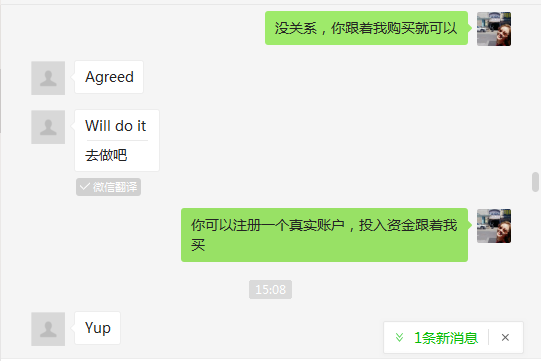 没关系，你跟着我购买就可以
Agreed
Will do it
去做吧
微信翻译
你可以注册一个真实账户，投入资金跟着我
买
15:08
Yup
1条新消息